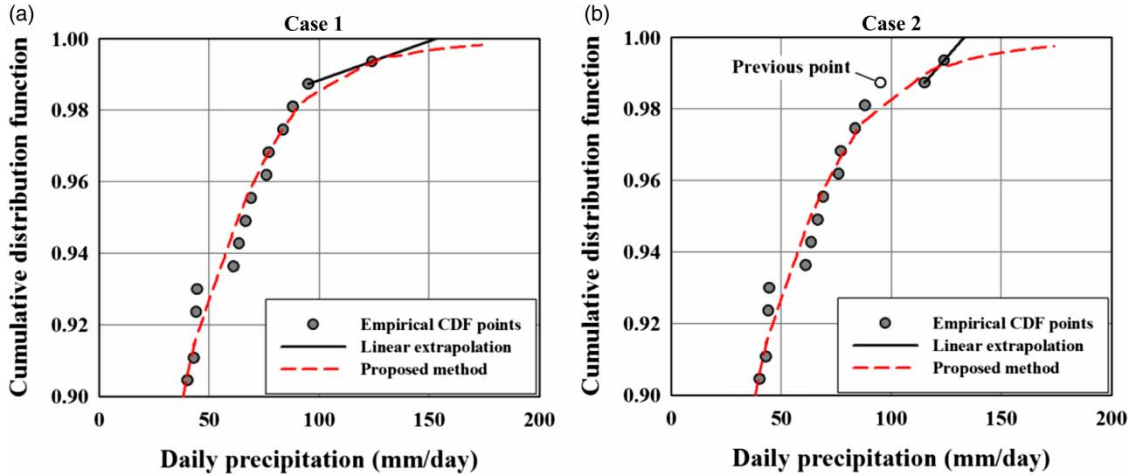 (a)
Case 1
Cumulative distribution function
1.00
0.98
0.96
0.94
0.92
0.90
Empirical CDF points
Linear extrapolation
Proposed method
0 50 100 150 200
Daily precipitation (mm/day)
(b)
Case 2
Cumulative distribution function
1.00
0.98
0.96
0.94
0.92
0.90
Previous point
Empirical CDF points
Linear extrapolation
Proposed method
0 50 100 150 200
Daily precipitation (mm/day)